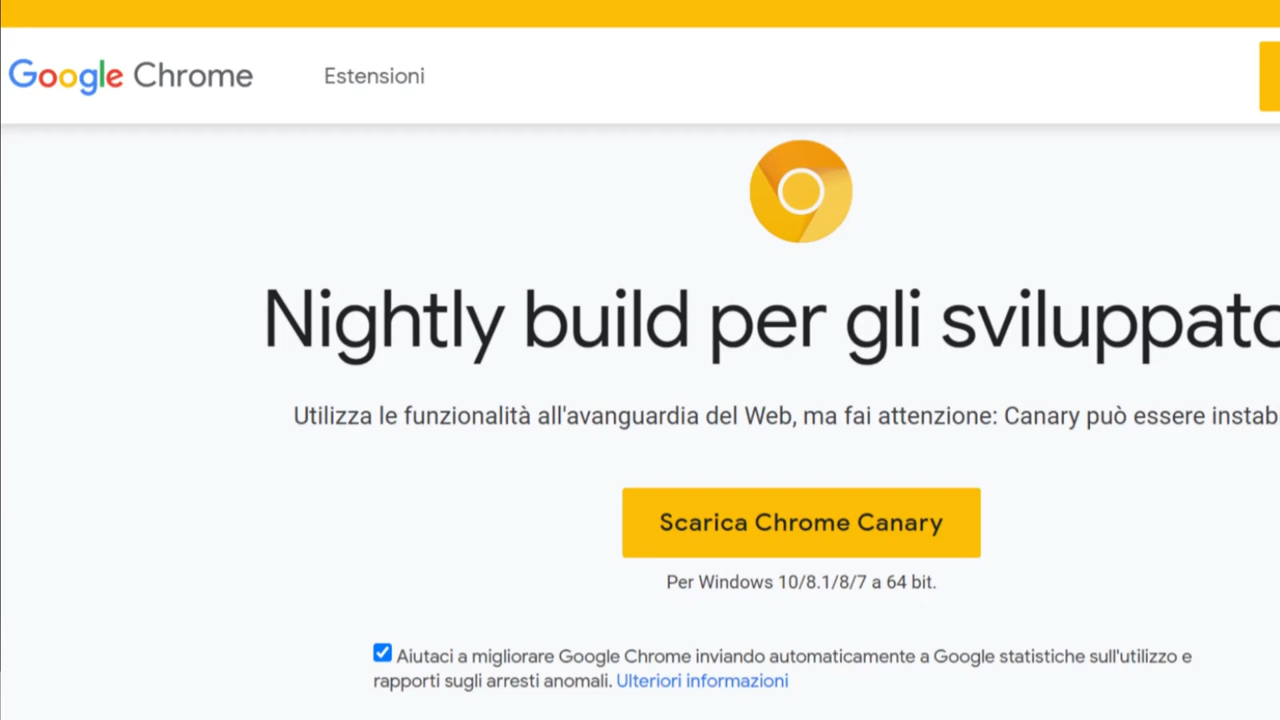 Google Chrome Estensioni
Nightly build per gli sviluppato
Utilizza le funzionalità all'avanguardia del Web, ma fai attenzione: Canary può essere instab
Scarica Chrome Canary
Per Windows 10/8.1/8/7 a 64 bit.
Aiutaci a migliorare Google Chrome inviando automaticamente a Google statistiche sull'utilizzo e
rapporti sugli arresti anomali. Ulteriori informazioni